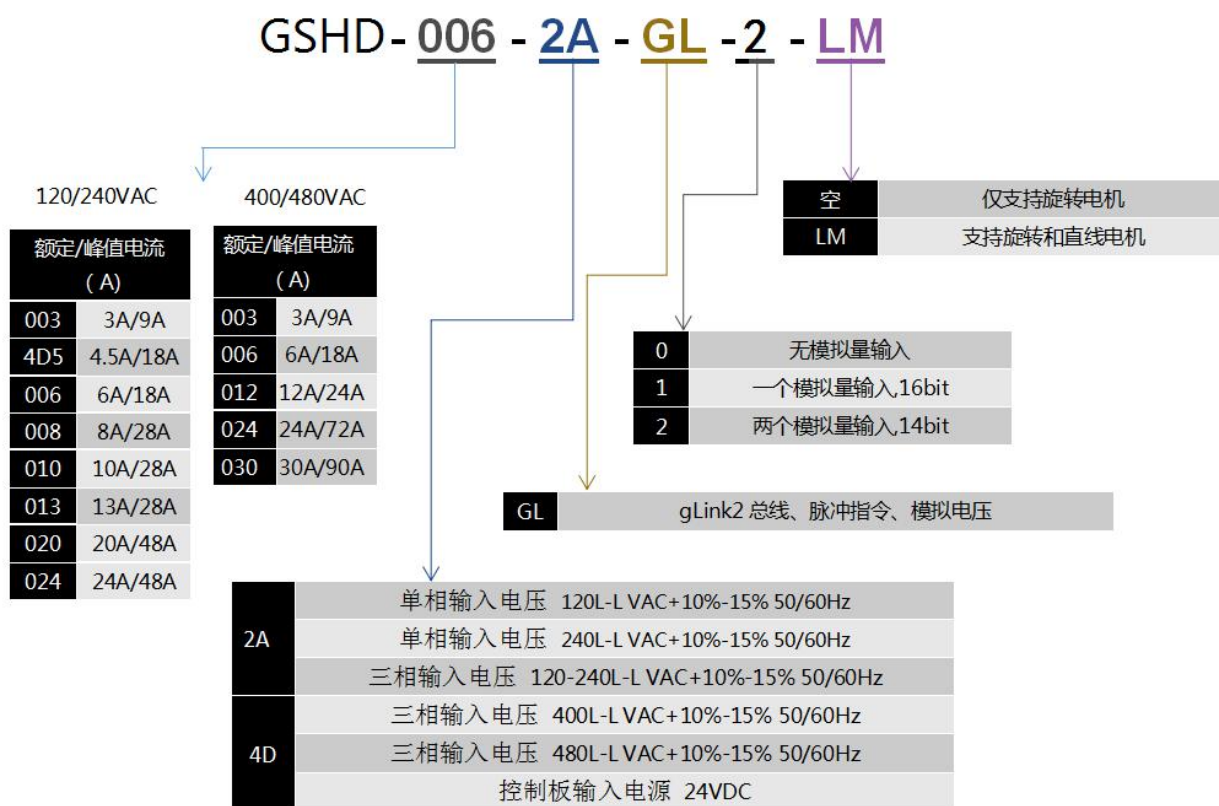 GSHD-006-2A-GL-2-LM
120/240VAC
额定/峰值电流
(A)
003 3A/9A
4D5 4.5A/18A
006 6A/18A
008 8A/28A
010 10A/28A
013 13A/28A
020 20A/48A
024 24A/48A
400/480VAC
额定/峰值电流
(A)
003 3A/9A
006 6A/18A
012 12A/24A
024 24A/72A
030 30A/90A
空 仅支持旋转电机
LM 支持旋转和直线电机
0 无模拟量输入
1 一个模拟量输入,16bit
2 两个模拟量输入,14bit
GL gLink2 总线、脉冲指令、模拟电压
2A
单相输入电压 120L-L VAC+10%-15% 50/60Hz
单相输入电压 240L-L VAC+10%-15% 50/60Hz
三相输入电压 120-240L-L VAC+10%-15% 50/60Hz
4D
三相输入电压 400L-L VAC+10%-15% 50/60Hz
三相输入电压 480L-L VAC+10%-15% 50/60Hz
控制板输入电源 24VDC